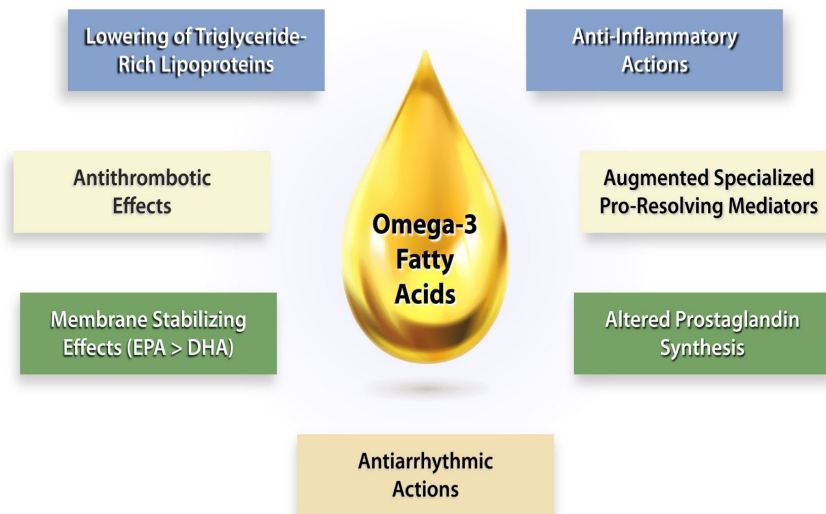 Lowering of Triglyceride-
Rich Lipoproteins
Anti-Inflammatory
Actions
Antithrombotic
Effects
Augmented Specialized
Pro-Resolving Mediators
Omega-3
Fatty
Acids
Membrane Stabilizing
Effects (EPA > DHA)
Altered Prostaglandin
Synthesis
Antiarrhythmic
Actions